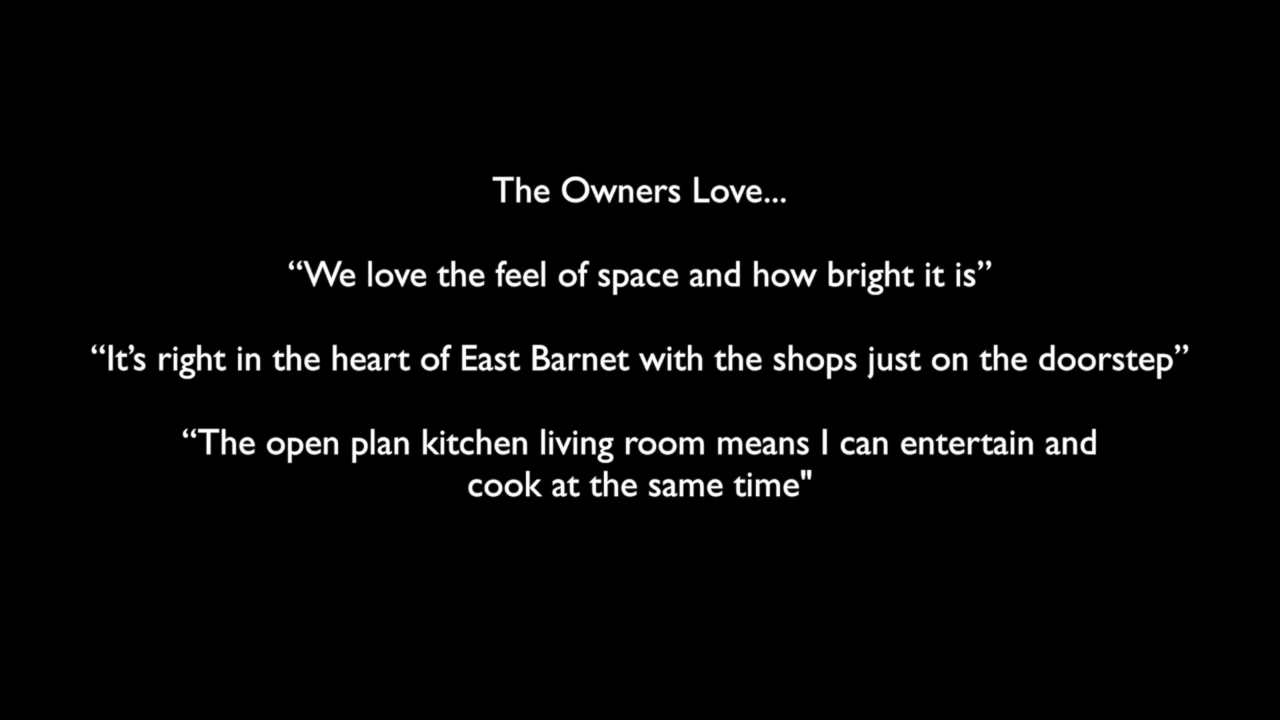 The Owners Love...
“We love the feel of space and how bright it is”
“It’s right in the heart of East Barnet with the shops just on the doorstep”
“The open plan kitchen living room means I can entertain and
cook at the same time"